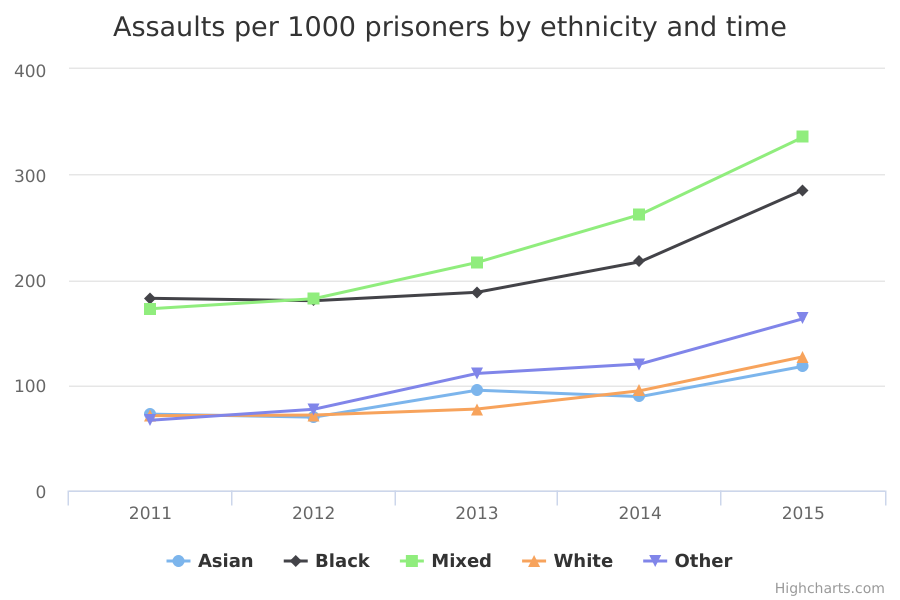 Assaults per 1000 prisoners by ethnicity and time
400
300
200
100
0
2011 2012 2013 2014 2015
Asian Black Mixed White Other
Highcharts.com